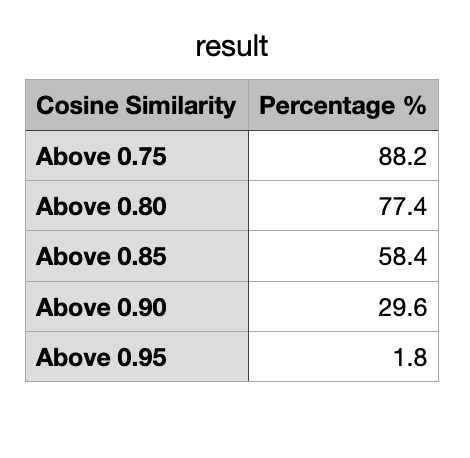 result
Cosine Similarity Percentage %
Above 0.75 88.2
Above 0.80 77.4
Above 0.85 58.4
Above 0.90 29.6
Above 0.95 1.8